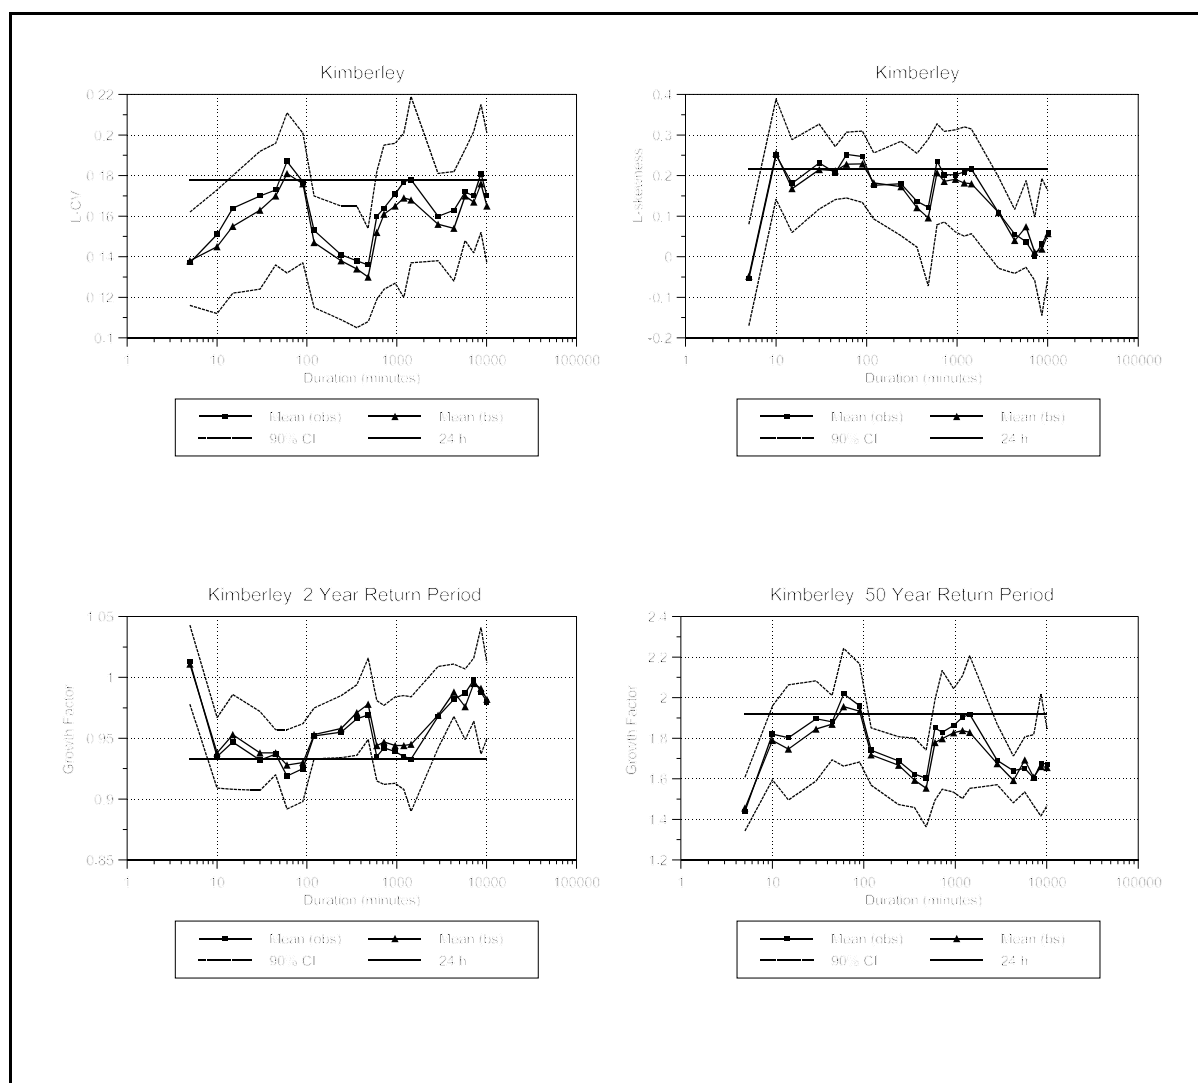 Kimberley
0.22
0.2
0.18
0.16
0.14
0.12
0.1
L-CV
1 10 100 1000 10000 100000
Duration (minutes)
Mean (obs) Mean (bs)
90 % CI 24 h
Kimberley
0.4
0.3
0.2
0.1
0
-0.1
-0.2
L-skewness
1 10 100 1000 10000 100000
Duration (minutes)
Mean (obs) Mean (bs)
90 % CI 24 h
Kimberley 2 Year Return Period
1.05
1
0.95
0.9
0.85
Growth Factor
1 10 100 1000 10000 100000
Duration (minutes)
Mean (obs) Mean (bs)
90 % CI 24 h
Kimberley 50 Year Return Period
2.4
2.2
2
1.8
1.6
1.4
1.2
Growth Factor
1 10 100 1000 10000 100000
Duration (minutes)
Mean (obs) Mean (bs)
90 % CI 24 h